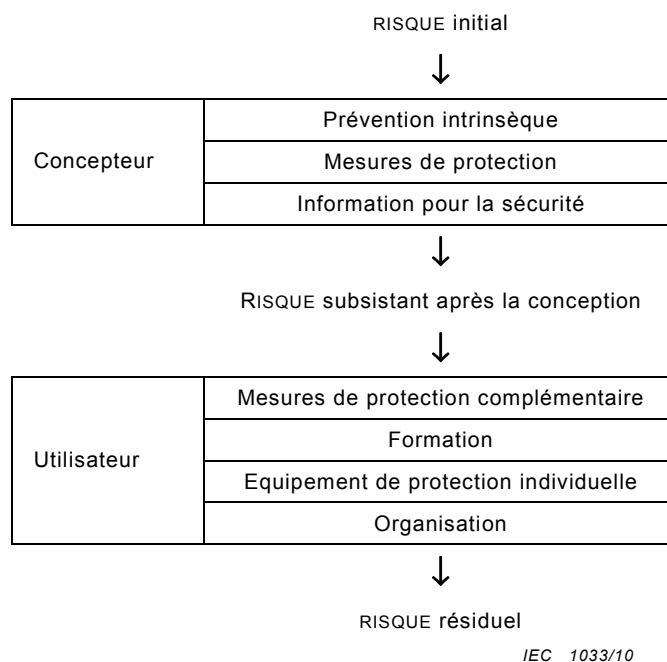 RISQUE initial
↓
Prévention intrinsèque
Concepteur
Mesures de protection
Information pour la sécurité
↓
RISQUE subsistant après la conception
↓
Mesures de protection complémentaire
Formation
Utilisateur
Equipement de protection individuelle
Organisation
↓
RISQUE résiduel
IEC 1033/10